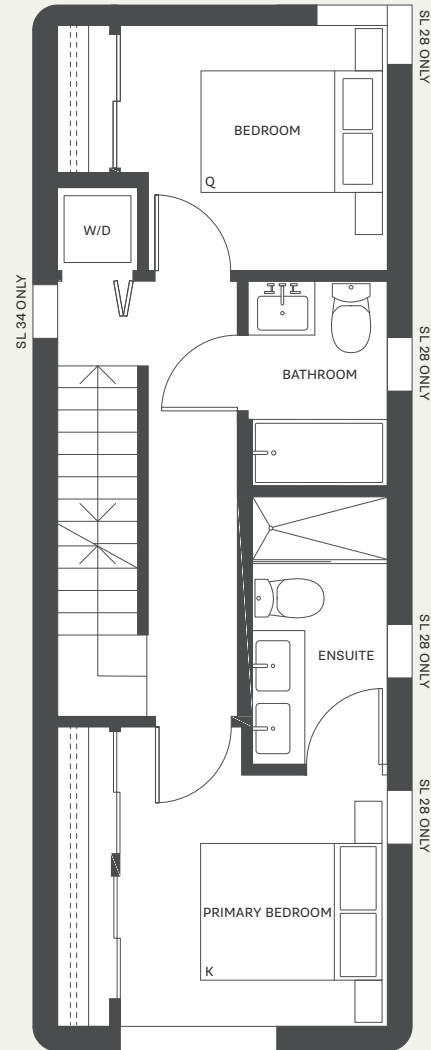 SL 28 ONLY
BEDROOM
Q
W/D
SL 34 ONLY
SL 28 ONLY
BATHROOM
SL 28 ONLY
ENSUITE
SL 28 ONLY
PRIMARY BEDROOM
K